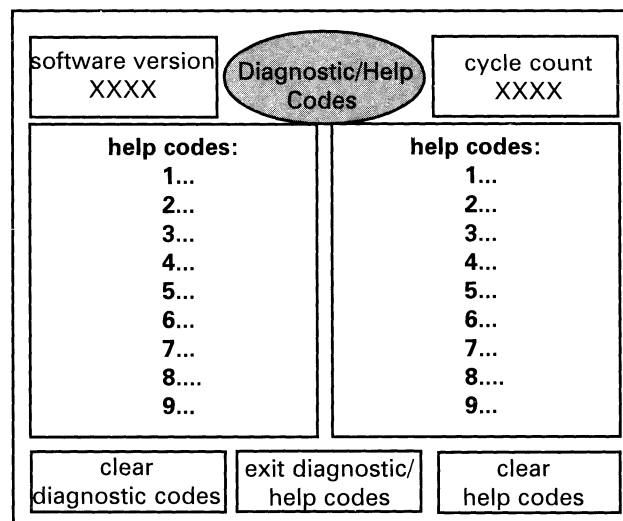 software version
XXXX
Diagnostic/Help
Codes
cycle count
XXXX
help codes:
1...
2...
3...
4...
5...
6...
7...
8....
9...
help codes:
1...
2...
3...
4...
5...
6...
7...
8....
9...
clear
diagnostic codes
exit diagnostic/
help codes
clear
help codes